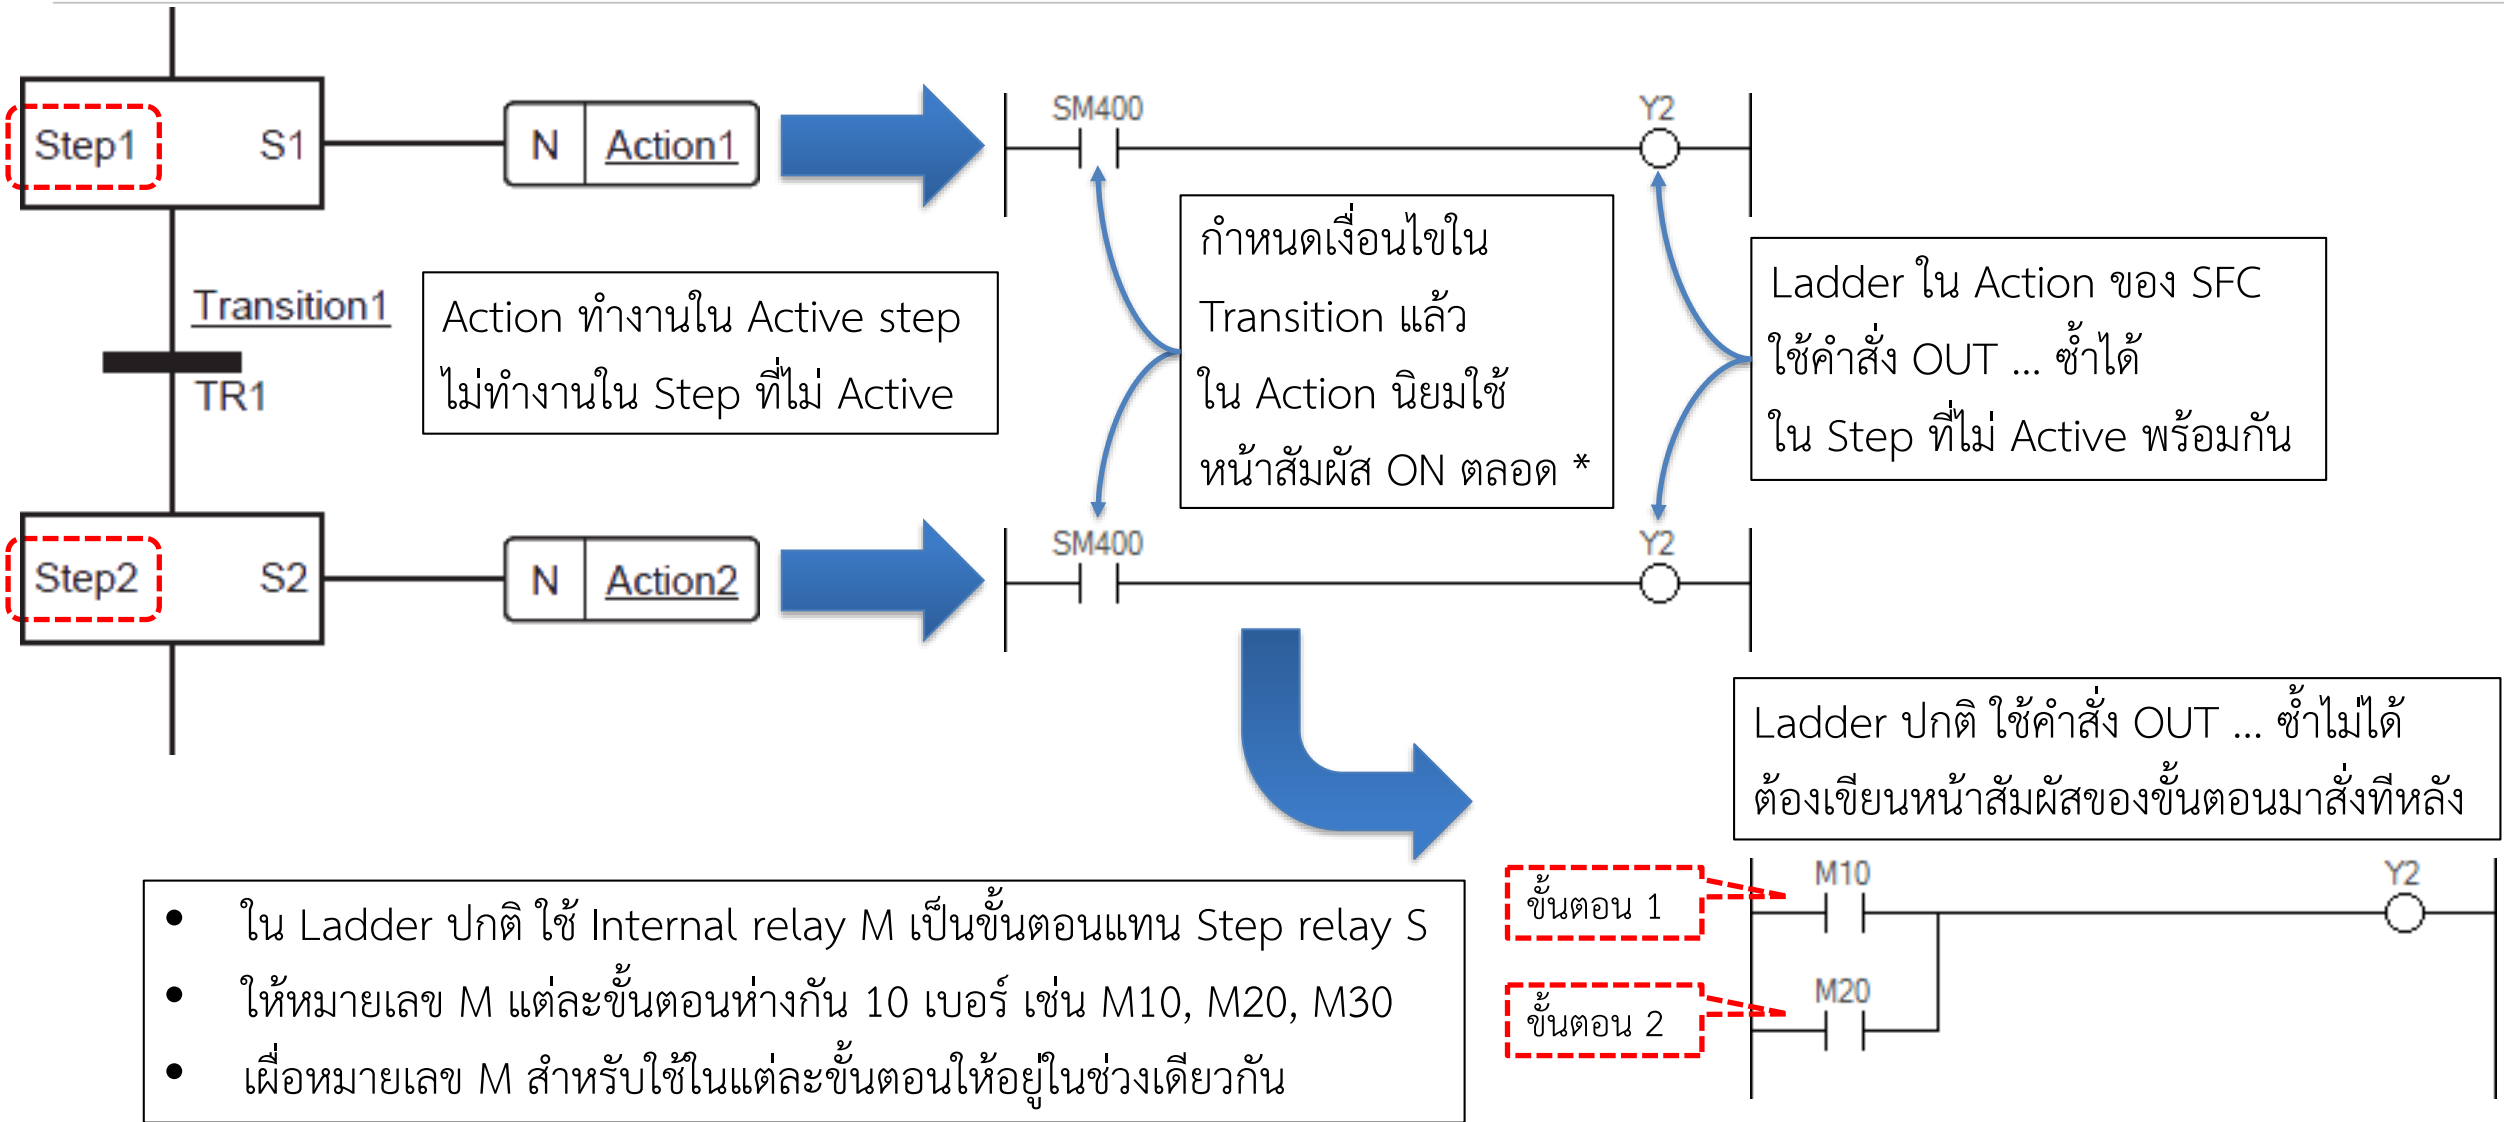 Step1 S1
N Action1
SM400
Y2
Transition1
TR1
Action ทำงานใน Active step
ไม่ทำงานใน Step ที่ไม่ Active
กำหนดเงื่อนไขใน
Transition แล้ว
ใน Action นิยมใช้
หน้าสัมผัส ON ตลอด *
Ladder ใน Action ของ SFC
ใช้คำสั่ง OUT ... ซ้ำได้
ใน Step ที่ไม่ Active พร้อมกัน
Step2 S2
N Action2
SM400
Y2
Ladder ปกติ ใช้คำสั่ง OUT ... ซ้ำไม่ได้
ต้องเขียนหน้าสัมผัสของขั้นตอนมาสั่งทีหลัง
● ใน Ladder ปกติ ใช้ Internal relay M เป็นขั้นตอนแทน Step relay S
● ให้หมายเลข M แต่ละขั้นตอนห่างกัน 10 เบอร์ เช่น M10, M20, M30
● เผื่อหมายเลข M สำหรับใช้ในแต่ละขั้นตอนให้อยู่ในช่วงเดียวกัน
ขั้นตอน 1
M10
Y2
ขั้นตอน 2
M20